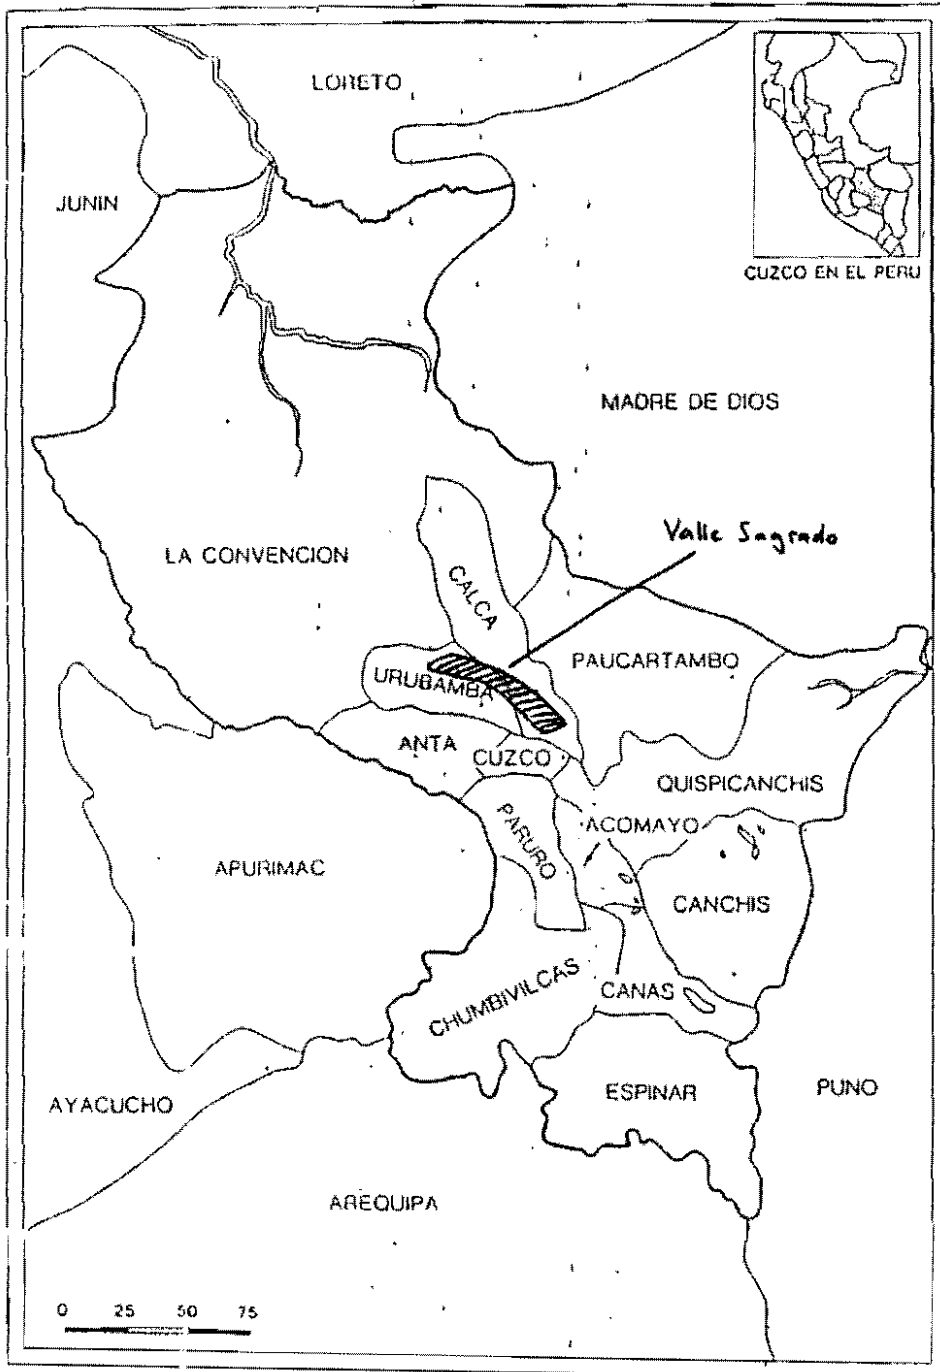 LORETO
JUNIN
CUZCO EN EL PERU
MADRE DE DIOS
Valle Sagrado
LA CONVENCION
CALCA
PAUCARTAMBO
URUBAMBA
ANTA
CUZCO
QUISPICANCHIS
PARURO
ACOMAYO
APURIMAC
CANCHIS
CHUMBIVILCAS
CANAS
ESPINAR
PUNO
AYACUCHO
AREQUIPA
0 25 50 75